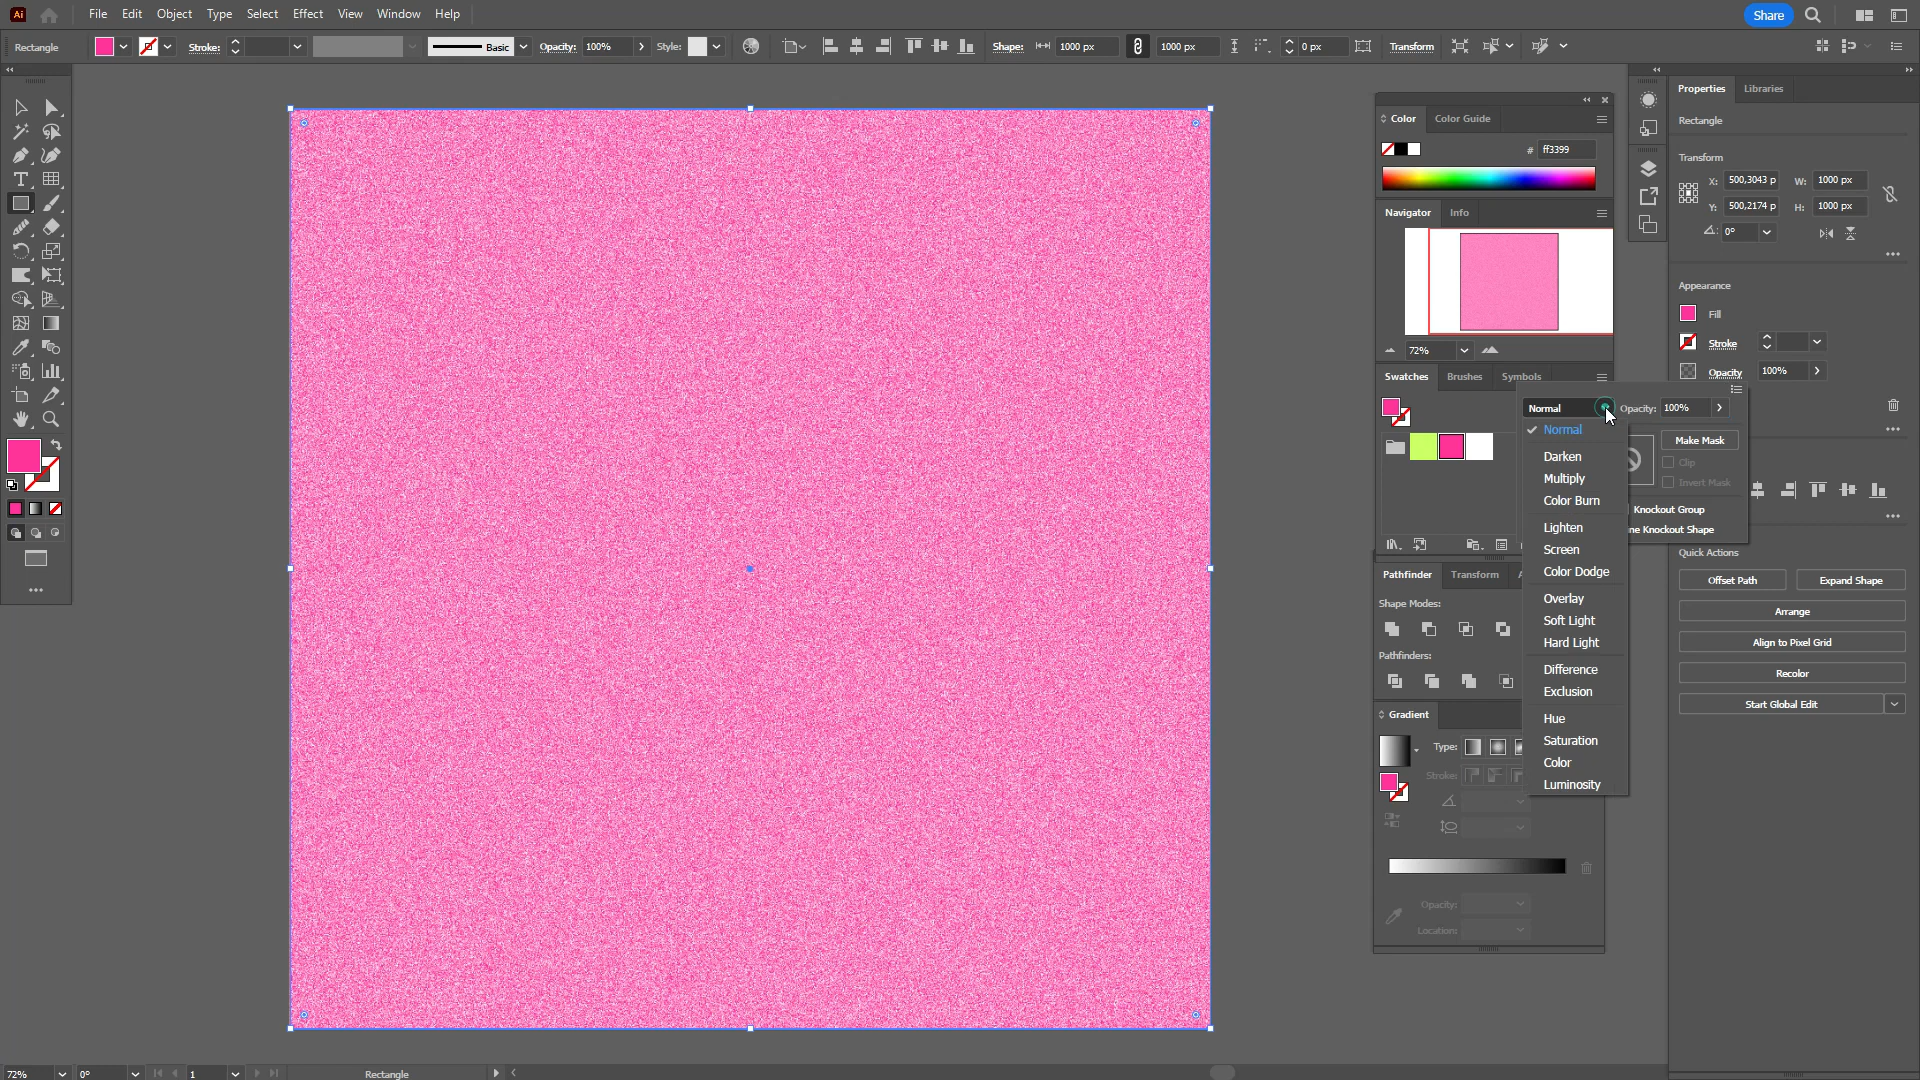 Ai File Edit Object Type Select Effect View Window Help Share
Rectangle Stroke: Basic Opacity: 100% Style: Shape: 1000 px 1000 px 0 px Transform
Color Color Guide
# ff3399
Navigator Info
72%
Swatches Brushes Symbols
Normal Opacity: 100%
Normal
Darken
Multiply
Color Burn
Lighten
Screen
Color Dodge
Overlay
Soft Light
Hard Light
Difference
Exclusion
Hue
Saturation
Color
Luminosity
Make Mask
Clip
Invert Mask
Knockout Group
ne Knockout Shape
Pathfinder Transform A
Shape Modes:
Pathfinders:
Gradient
Type:
Stroke:
Opacity:
Location:
Properties Libraries
Rectangle
Transform
X: 500,3043 p W: 1000 px
Y: 500,2174 p H: 1000 px
0°
Appearance
Fill
Stroke
Opacity 100%
Quick Actions
Offset Path Expand Shape
Arrange
Align to Pixel Grid
Recolor
Start Global Edit
72% 0° 1 Rectangle